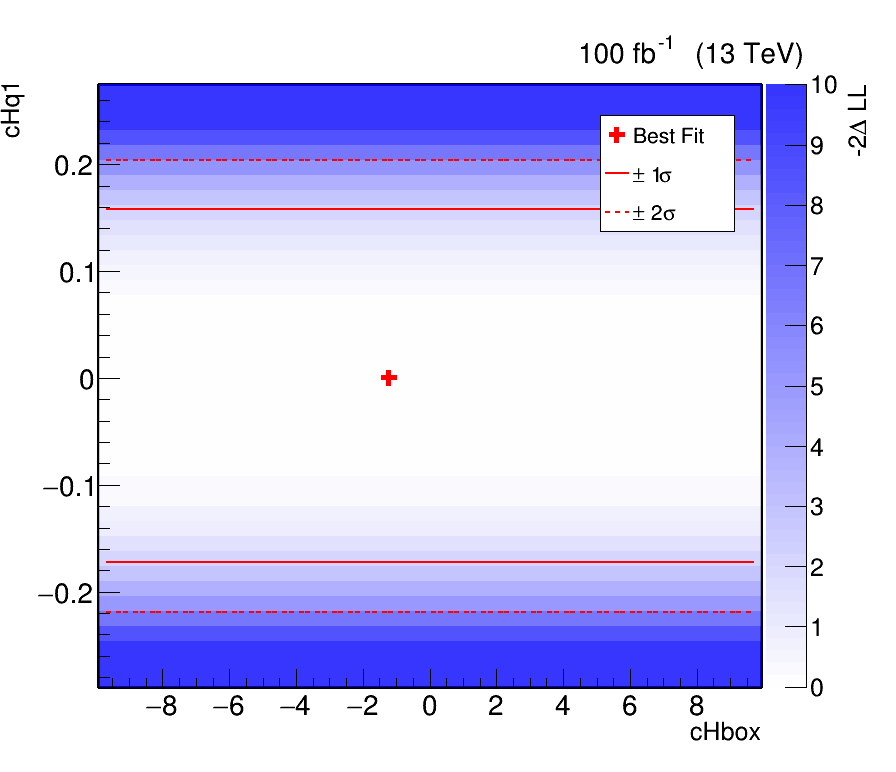 100 fb⁻¹ (13 TeV)
cHq1
-2Δ LL
Best Fit
± 1σ
± 2σ
0.2
0.1
0
−0.1
−0.2
10
9
8
7
6
5
4
3
2
1
0
−8 −6 −4 −2 0 2 4 6 8
cHbox